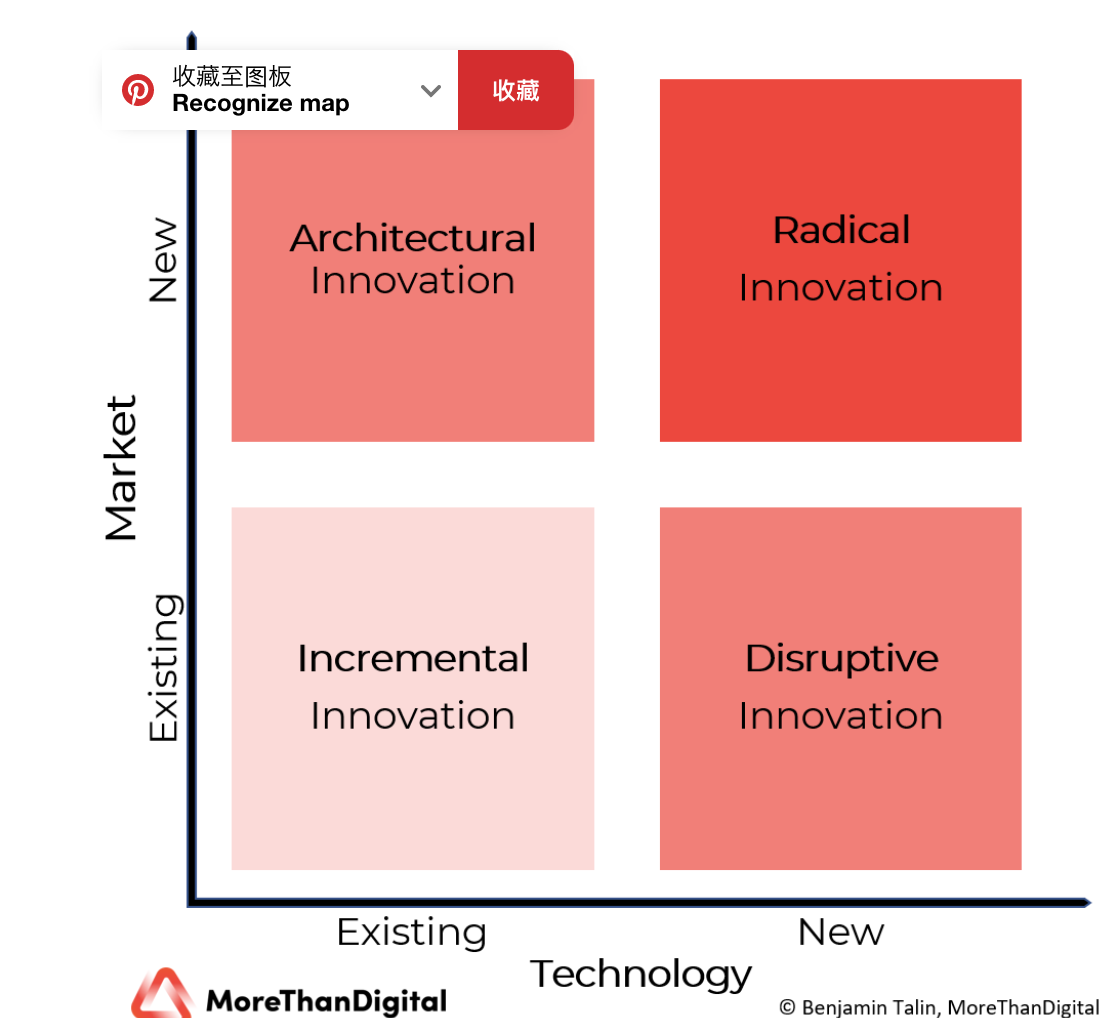 收藏至图板
Recognize map
收藏
New
Architectural
Innovation
Radical
Innovation
Market
Existing
Incremental
Innovation
Disruptive
Innovation
Existing
New
Technology
MoreThanDigital
© Benjamin Talin, MoreThanDigital